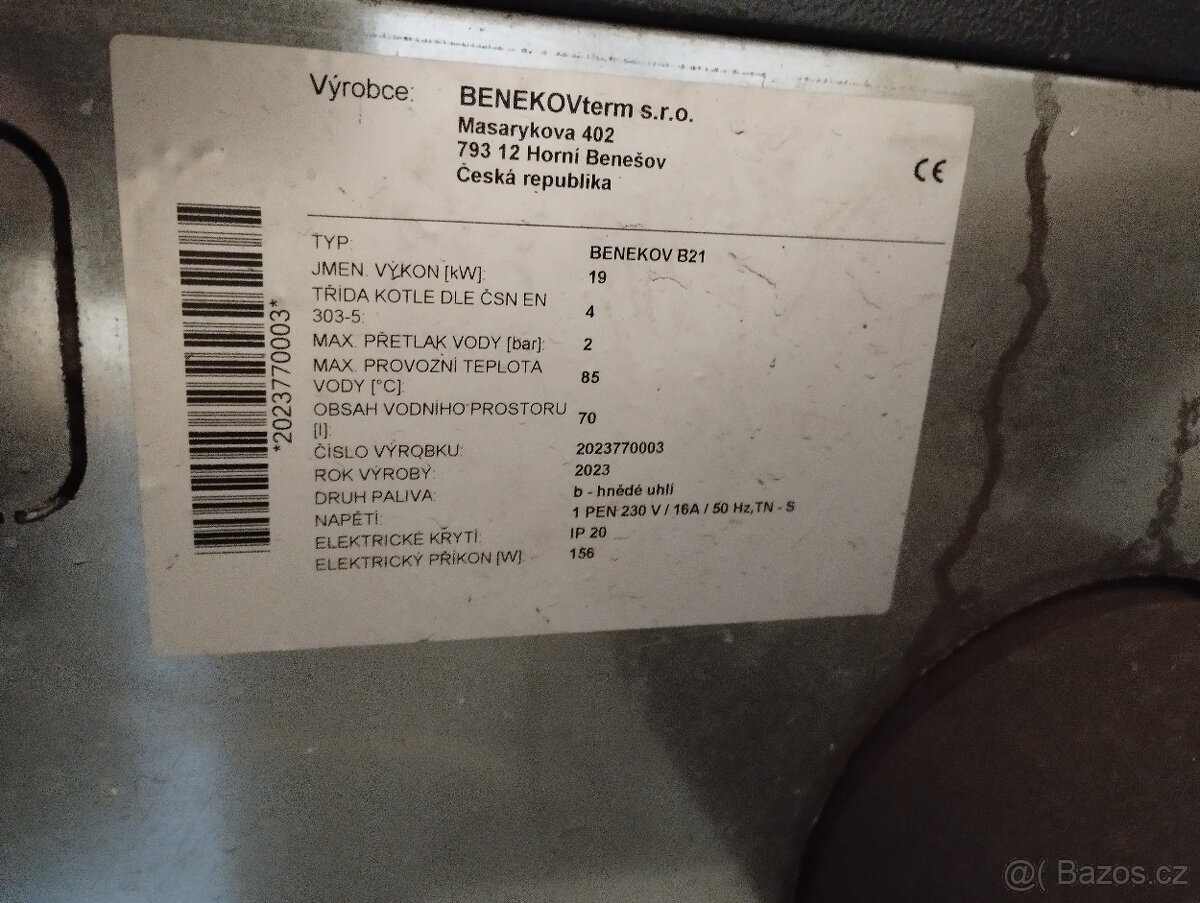 Výrobce: BENEKOVterm s.r.o.
Masarykova 402
793 12 Horní Benešov
Česká republika
CE
*2023770003*
TYP: BENEKOV B21
JMEN. VÝKON [kW]: 19
TŘÍDA KOTLE DLE ČSN EN
303-5: 4
MAX. PŘETLAK VODY [bar]: 2
MAX. PROVOZNÍ TEPLOTA
VODY [°C]: 85
OBSAH VODNÍHO PROSTORU
[l]: 70
ČÍSLO VÝROBKU: 2023770003
ROK VÝROBY: 2023
DRUH PALIVA: b - hnědé uhlí
NAPĚTÍ: 1 PEN 230 V / 16A / 50 Hz,TN - S
ELEKTRICKÉ KRYTÍ: IP 20
ELEKTRICKÝ PŘÍKON [W]: 156
@( Bazos.cz